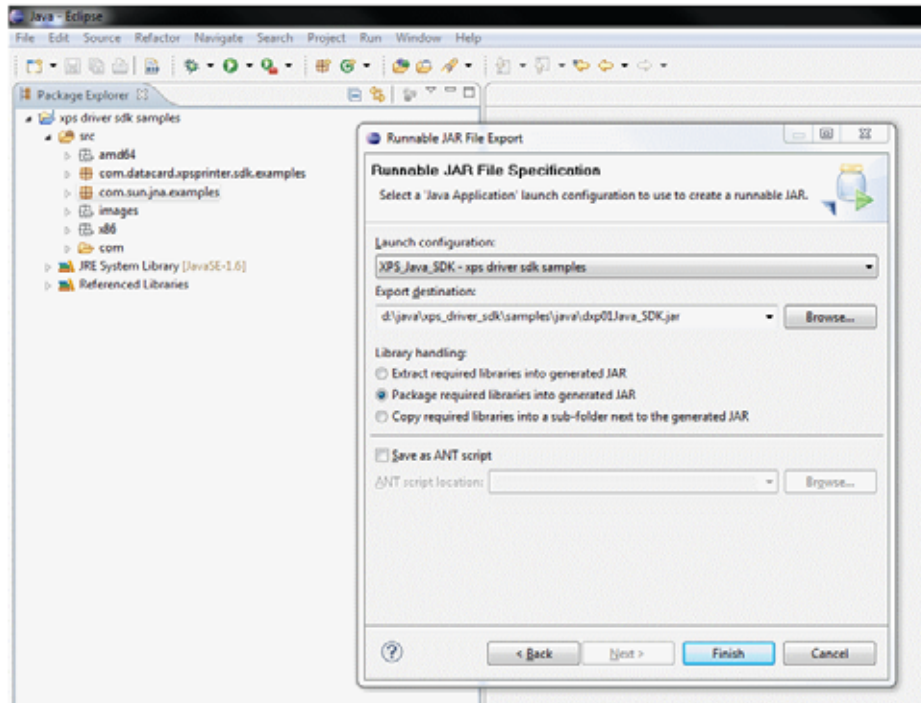 Java - Eclipse
File Edit Source Refactor Navigate Search Project Run Window Help
Package Explorer
xps driver sdk samples
src
amd64
com.datacard.xpsprinter.sdk.examples
com.sun.jna.examples
images
x86
com
JRE System Library [JavaSE-1.6]
Referenced Libraries
Runnable JAR File Export
Runnable JAR File Specification
Select a 'Java Application' launch configuration to use to create a runnable JAR.
Launch configuration:
XPS_Java_SDK - xps driver sdk samples
Export destination:
d:\java\xps_driver_sdk\samples\java\dxp01Java_SDK.jar
Browse...
Library handling:
Extract required libraries into generated JAR
Package required libraries into generated JAR
Copy required libraries into a sub-folder next to the generated JAR
Save as ANT script
ANT script location:
Browse...
< Back Next > Finish Cancel